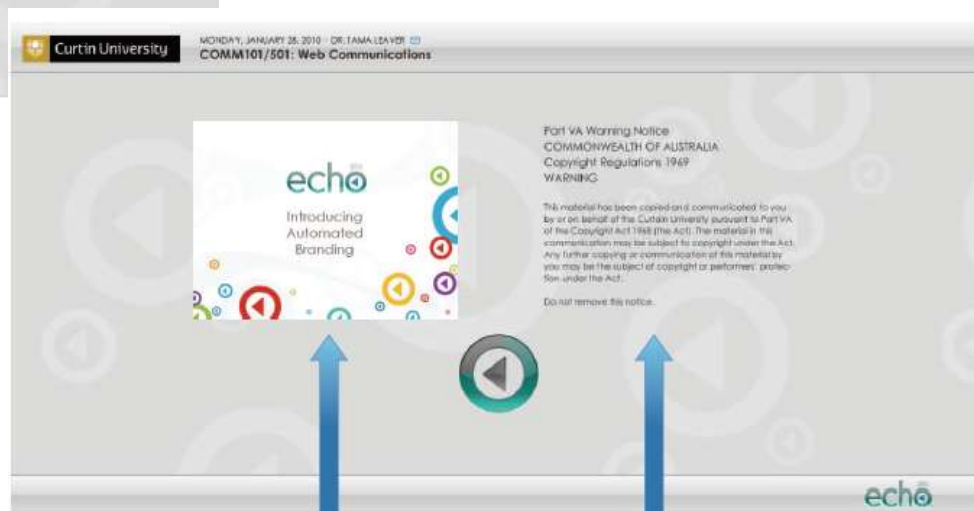 Curtin University
MONDAY, JANUARY 28, 2010 - DR. TAMA LEAVER
COMM101/501: Web Communications
echo
Introducing
Automated
Branding
Part VA Warning Notice
COMMONWEALTH OF AUSTRALIA
Copyright Regulations 1969
WARNING
This material has been copied and communicated to you
by or on behalf of the Curtain University pursuant to Part VA
of the Copyright Act 1968 (the Act). The material in this
communication may be subject to copyright under the Act.
Any further copying or communication of this material by
you may be the subject of copyright or performers' protec-
tion under the Act.
Do not remove this notice.
echo